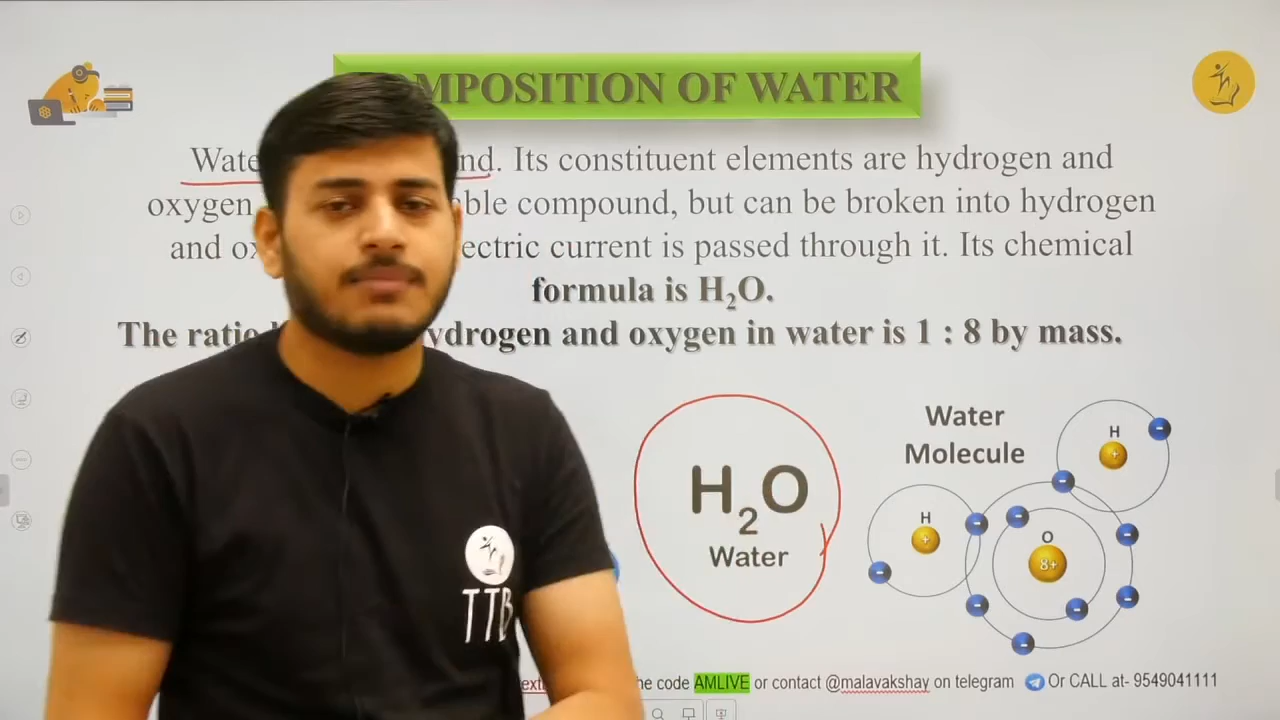 MPOSITION OF WATER
Wate nd. Its constituent elements are hydrogen and
oxygen ble compound, but can be broken into hydrogen
and ox ectric current is passed through it. Its chemical
formula is H₂O.
The ratio ydrogen and oxygen in water is 1 : 8 by mass.
H₂O
Water
Water
Molecule
H
+
-
H
+
-
-
-
O
8+
-
-
-
-
-
-
TTB
he code AMLIVE or contact @malavakshay on telegram Or CALL at- 9549041111